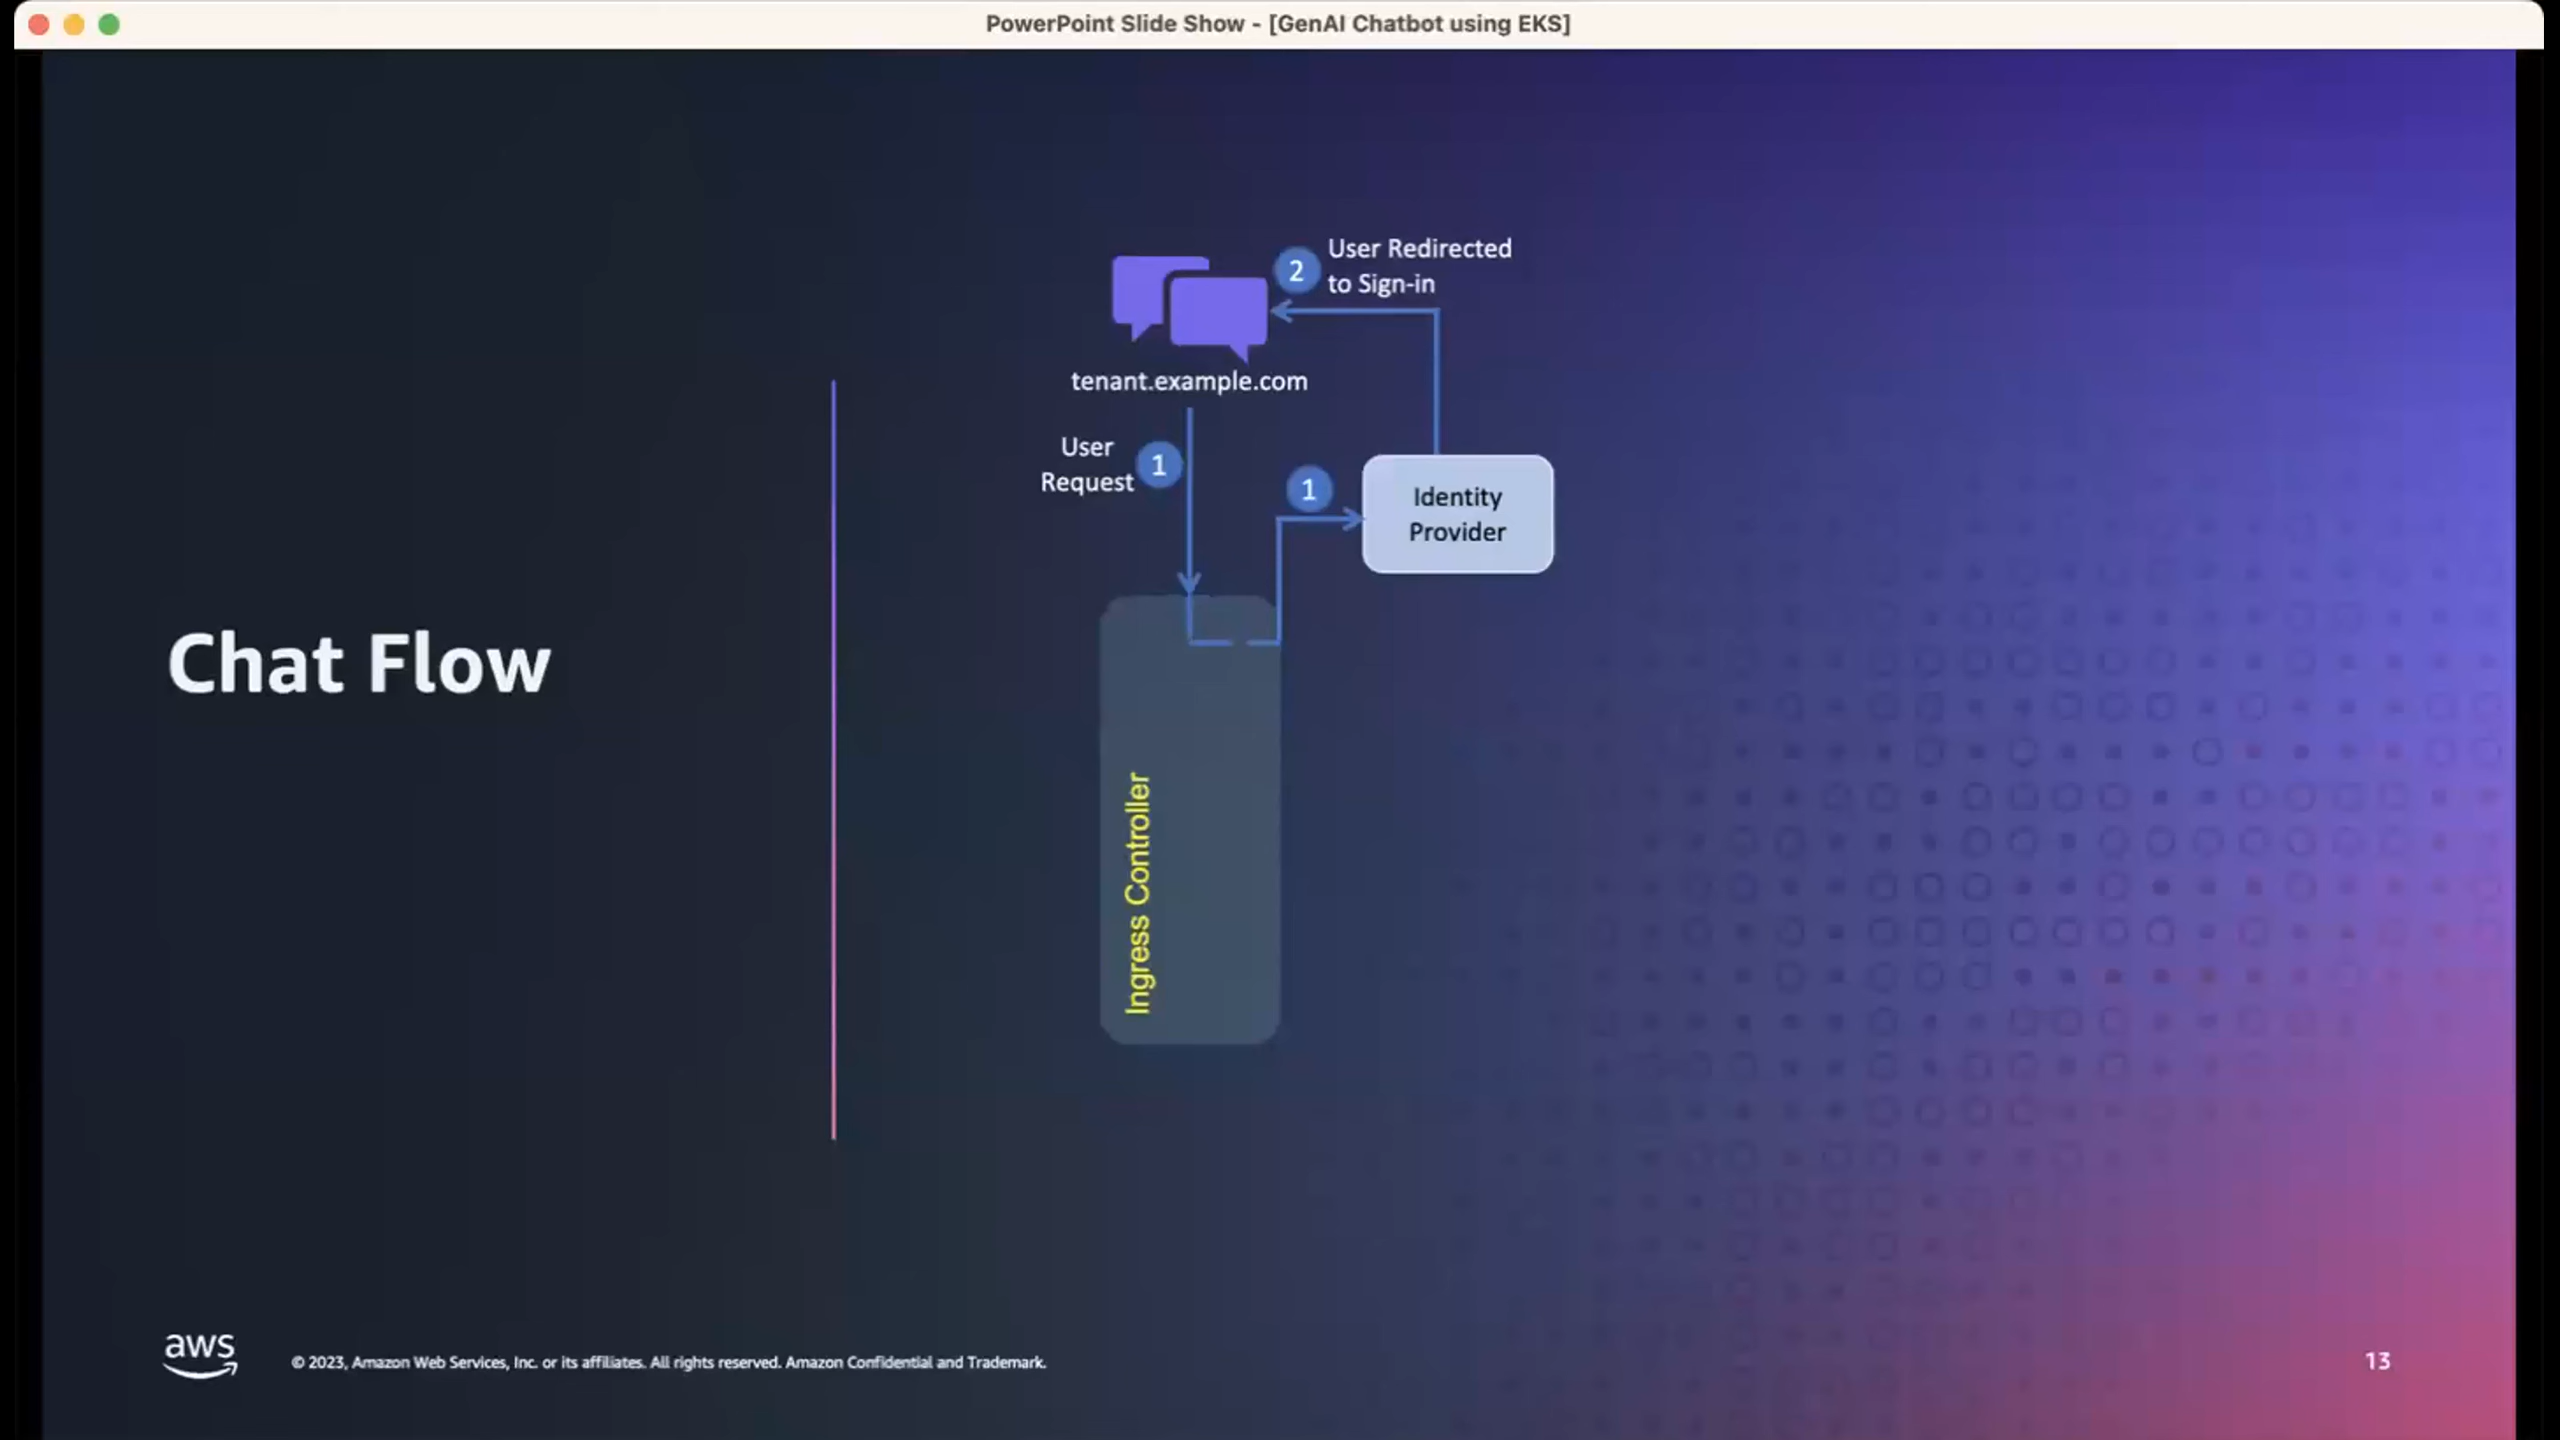 PowerPoint Slide Show - [GenAI Chatbot using EKS]
2
User Redirected
to Sign-in
tenant.example.com
User
Request
1
1
Identity
Provider
Chat Flow
Ingress Controller
aws
© 2023, Amazon Web Services, Inc. or its affiliates. All rights reserved. Amazon Confidential and Trademark.
13